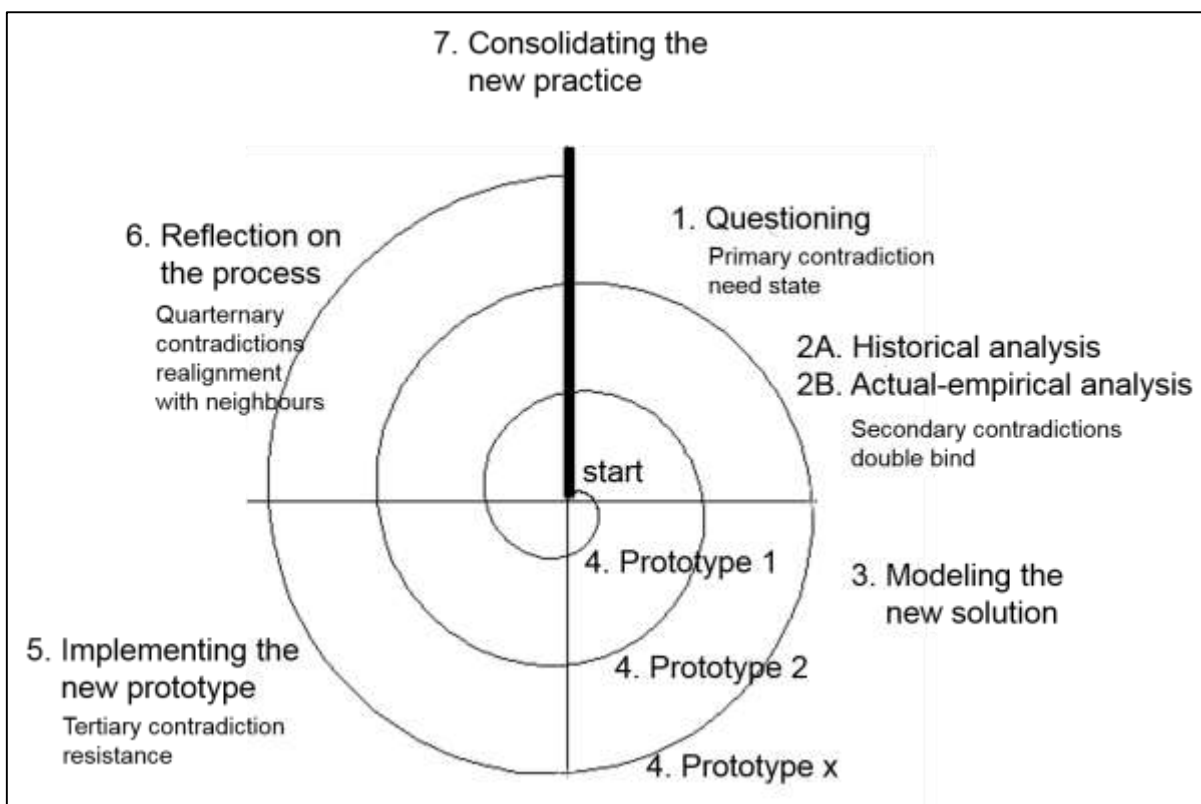 7. Consolidating the
new practice
1. Questioning
Primary contradiction
need state
6. Reflection on
the process
Quarternary
contradictions
realignment
with neighbours
2A. Historical analysis
2B. Actual-empirical analysis
Secondary contradictions
double bind
start
4. Prototype 1
3. Modeling the
new solution
5. Implementing the
new prototype
Tertiary contradiction
resistance
4. Prototype 2
4. Prototype x